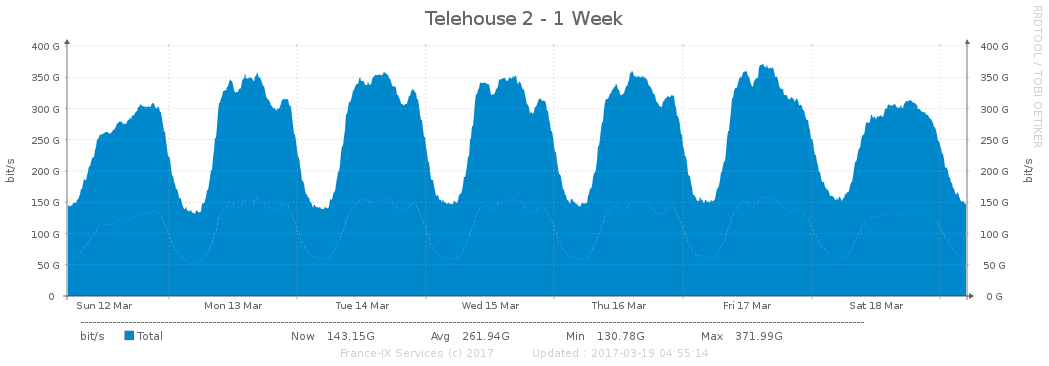 Telehouse 2 - 1 Week
RRDTOOL / TOBI OETIKER
400 G 400 G
350 G 350 G
300 G 300 G
250 G 250 G
200 G 200 G
150 G 150 G
100 G 100 G
50 G 50 G
0 0 G
bit/s bit/s
Sun 12 Mar Mon 13 Mar Tue 14 Mar Wed 15 Mar Thu 16 Mar Fri 17 Mar Sat 18 Mar
bit/s Total Now 143.15G Avg 261.94G Min 130.78G Max 371.99G
France-IX Services (c) 2017 Updated : 2017-03-19 04:55:14